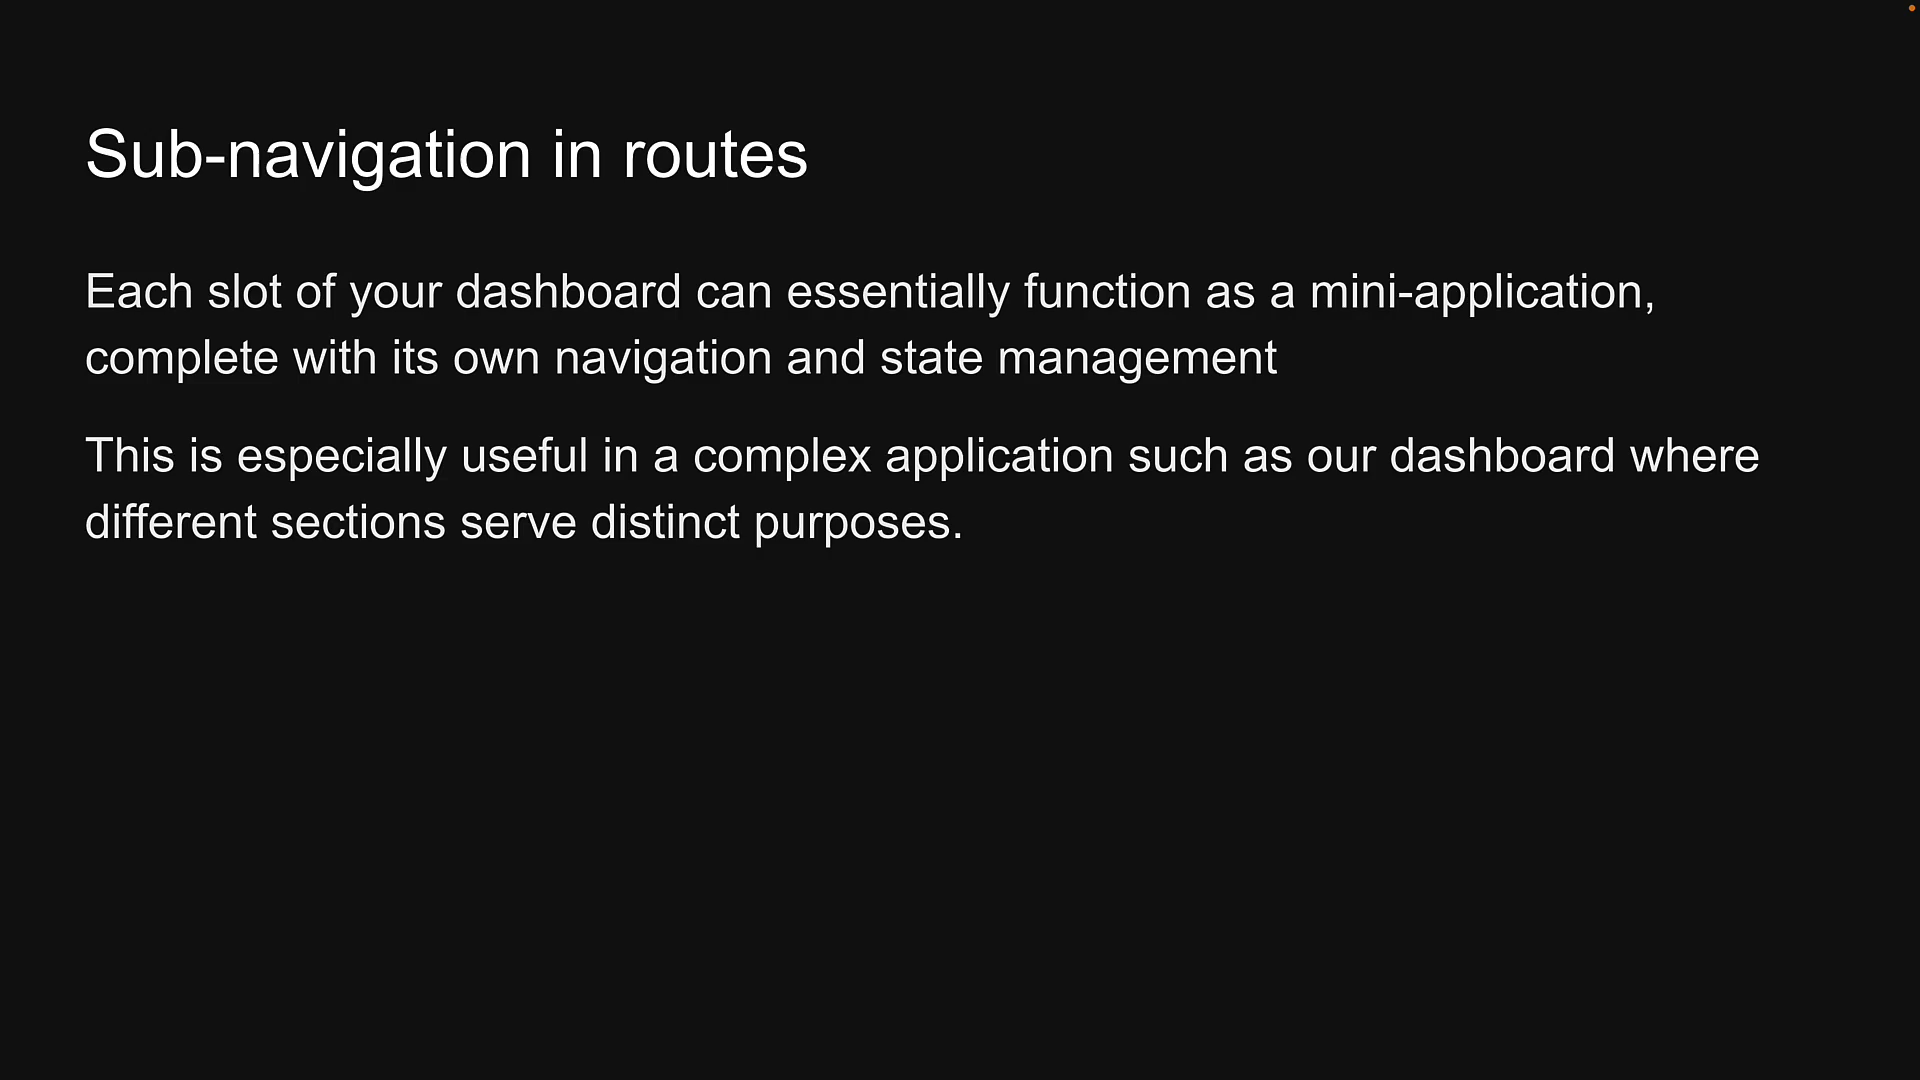 Sub-navigation in routes
Each slot of your dashboard can essentially function as a mini-application,
complete with its own navigation and state management
This is especially useful in a complex application such as our dashboard where
different sections serve distinct purposes.